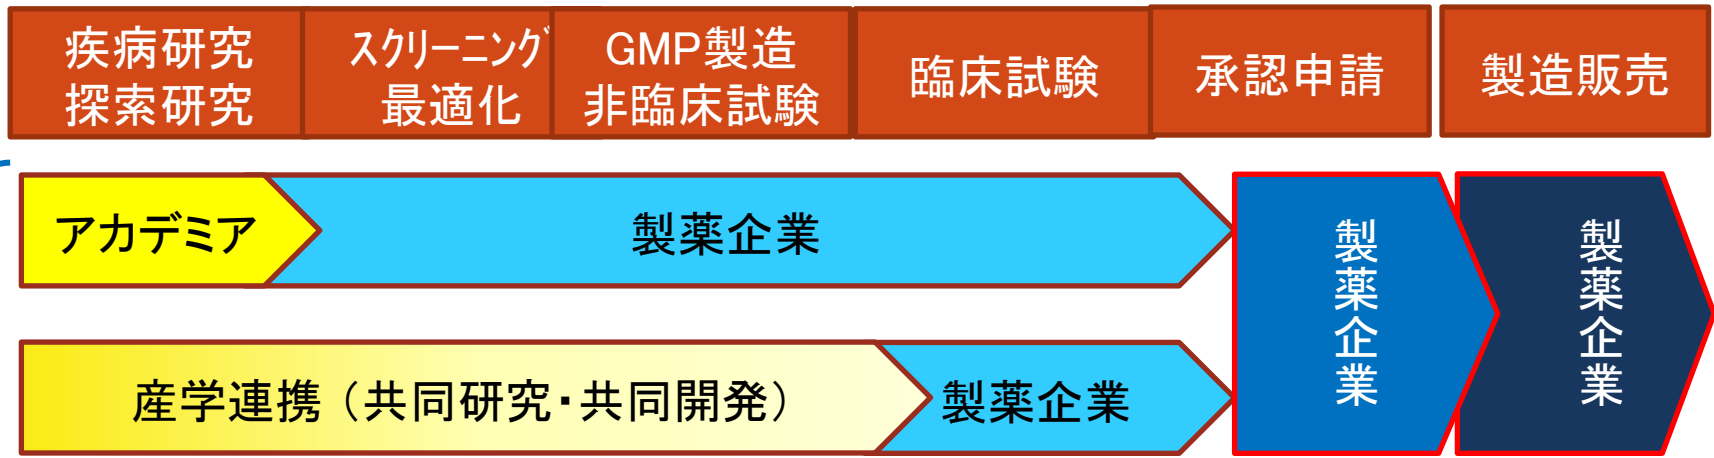 疾病研究
探索研究
スクリーニング
最適化
GMP製造
非臨床試験
臨床試験
承認申請
製造販売
アカデミア
製薬企業
製薬企業
製薬企業
産学連携（共同研究・共同開発）
製薬企業